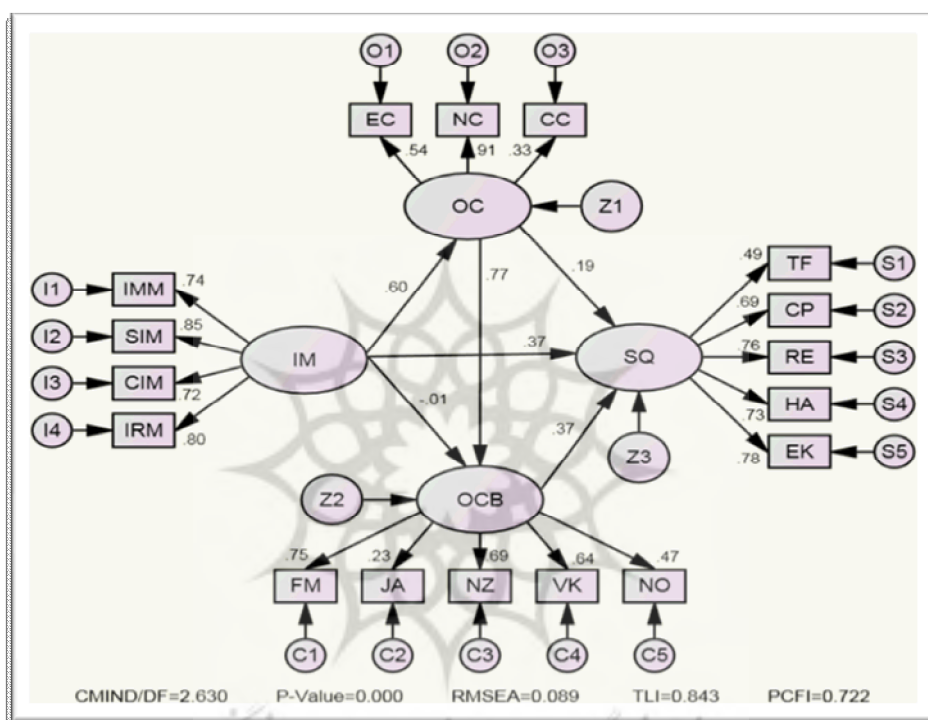 O1 O2 O3
EC NC CC
.54 .91 .33
OC Z1
.60 .77 .19
I1 IMM .74
I2 SIM .85
I3 CIM .72
I4 IRM .80
IM .37 SQ
-.01 .37 Z3
.49 TF S1
.69 CP S2
.76 RE S3
.73 HA S4
.78 EK S5
Z2 OCB
.75 .23 .69 .64 .47
FM JA NZ VK NO
C1 C2 C3 C4 C5
CMIND/DF=2.630 P-Value=0.000 RMSEA=0.089 TLI=0.843 PCFI=0.722